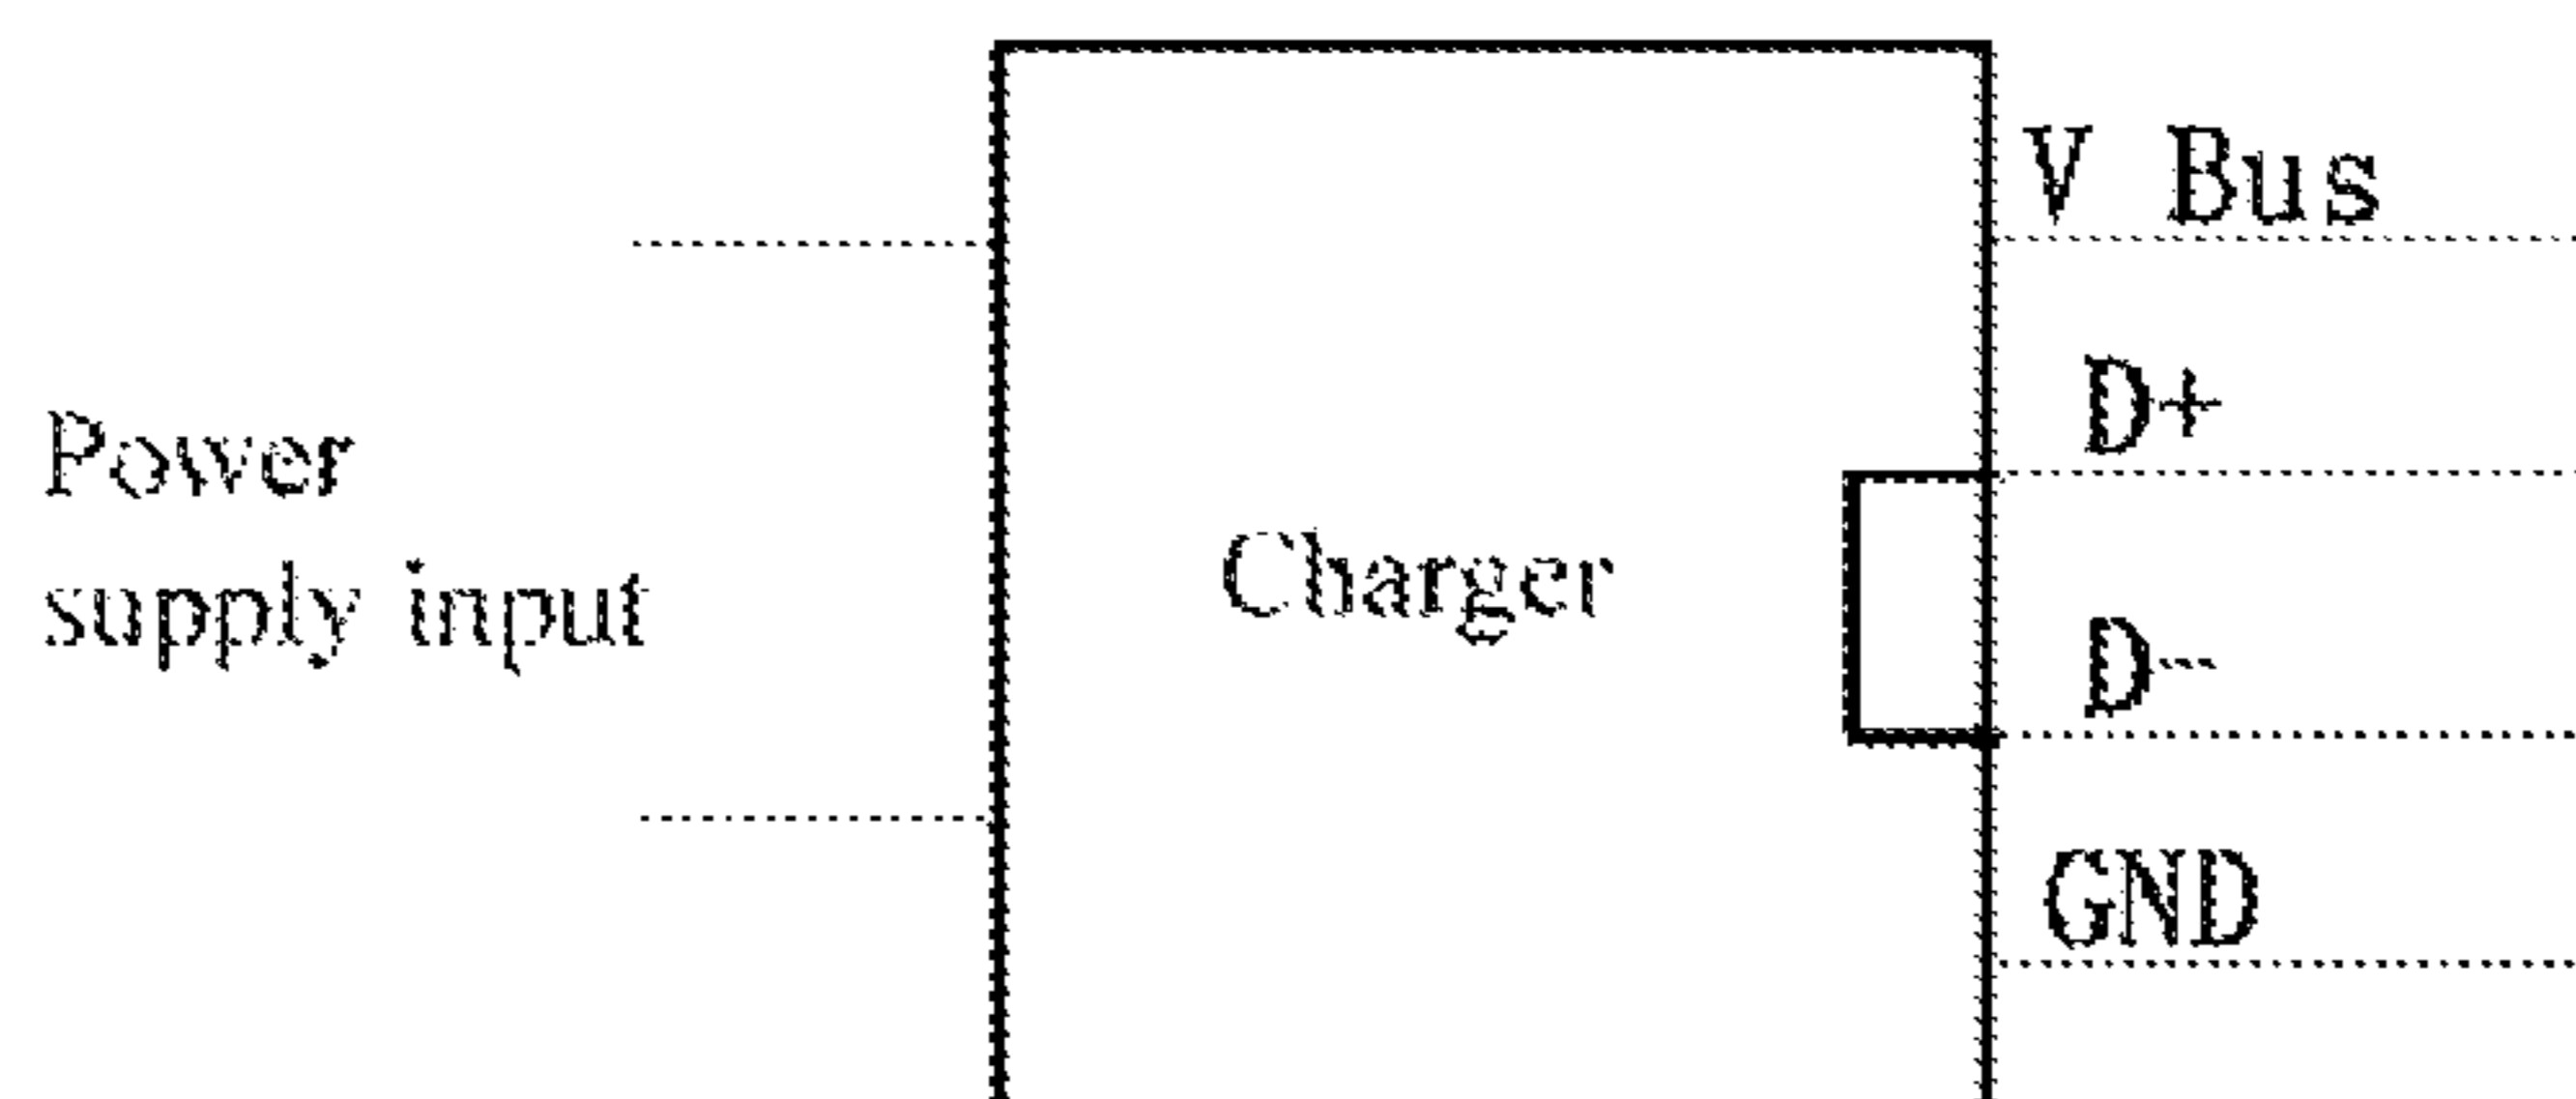 V Bus
D+
Power
supply input
Charger
D-
GND